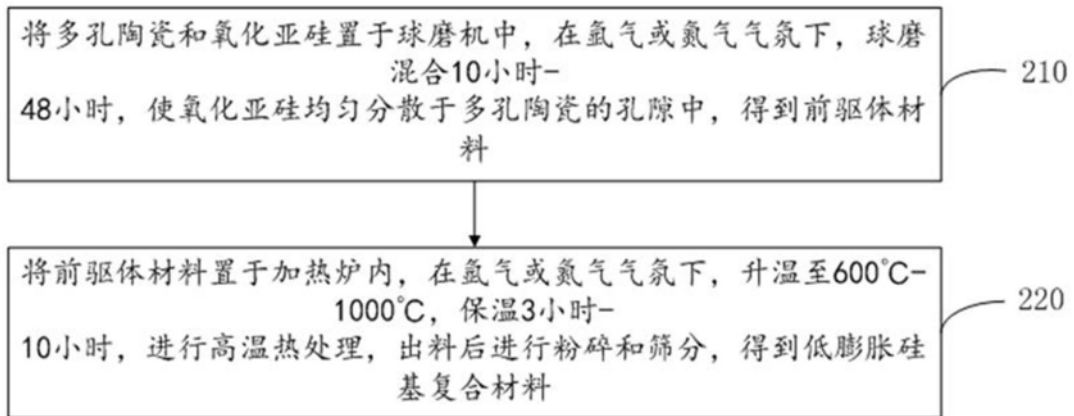 将多孔陶瓷和氧化亚硅置于球磨机中，在氩气或氮气气氛下，球磨
混合10小时-
48小时，使氧化亚硅均匀分散于多孔陶瓷的孔隙中，得到前驱体材
料
210
将前驱体材料置于加热炉内，在氩气或氮气气氛下，升温至600℃-
1000℃，保温3小时-
10小时，进行高温热处理，出料后进行粉碎和筛分，得到低膨胀硅
基复合材料
220